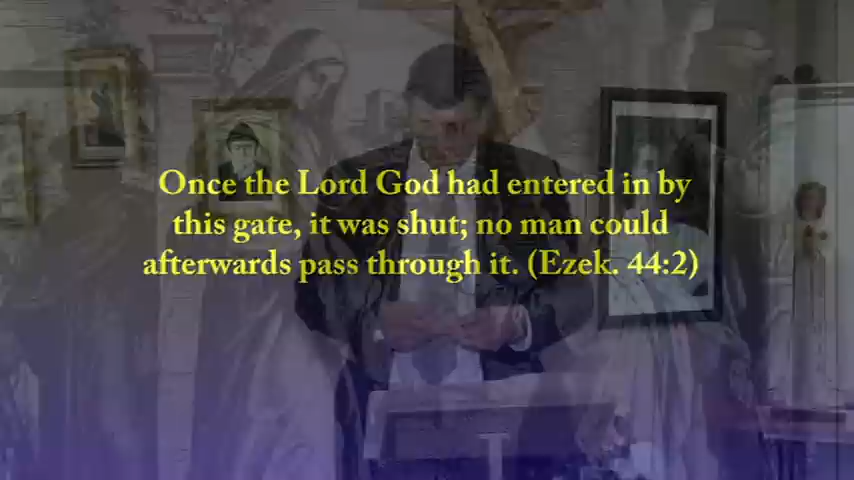 Once the Lord God had entered in by
this gate, it was shut; no man could
afterwards pass through it. (Ezek. 44:2)